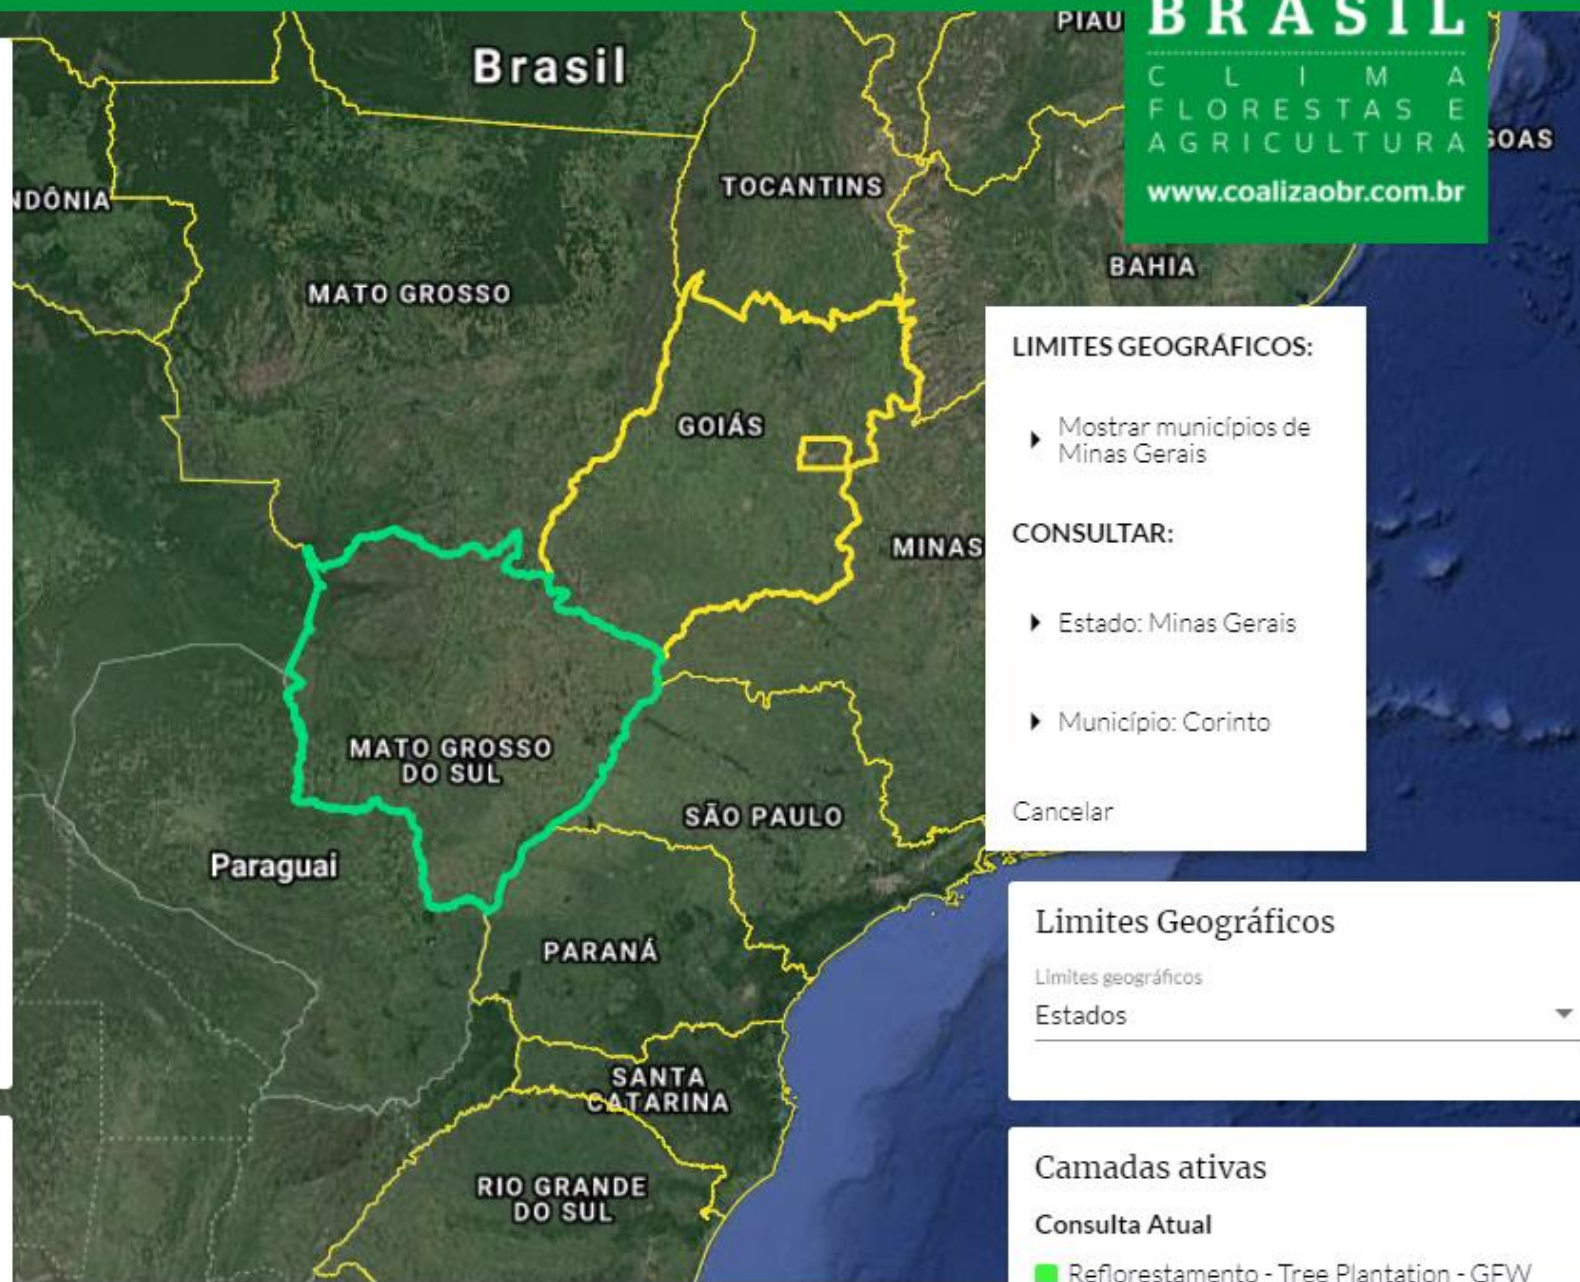 BRASIL
C L I M A
FLORESTAS E
AGRICULTURA
www.coalizaobr.com.br
Brasil
PIAU
GOAS
TOCANTINS
NDÔNIA
BAHIA
MATO GROSSO
GOIÁS
MINAS
MATO GROSSO
DO SUL
SÃO PAULO
Paraguai
PARANÁ
SANTA
CATARINA
RIO GRANDE
DO SUL
LIMITES GEOGRÁFICOS:
Mostrar municípios de
Minas Gerais
CONSULTAR:
Estado: Minas Gerais
Município: Corinto
Cancelar
Limites Geográficos
Limites geográficos
Estados
Camadas ativas
Consulta Atual
Reflorestamento - Tree Plantation - GFW